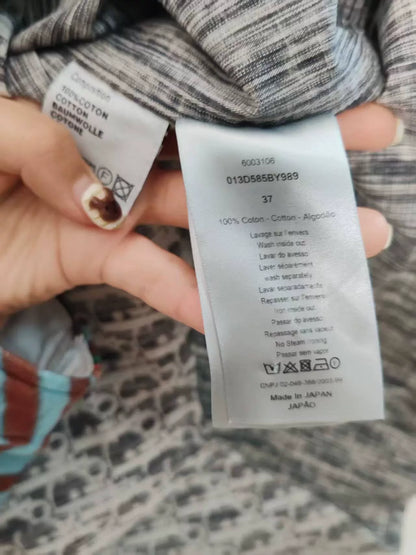 Composition
100%COTON
COTTON
BAUMWOLLE
COTONE
6003106
013D585BY989
37
100% Coton - Cotton - Algodão
Lavage sur l'envers
Wash inside out
Lavar do avesso
Laver séparément
wash separately
Lavar separadamente
Repasser sur l'envers
Iron inside out
Passar do avesso
Repassage sans vapeur
No Steam ironing
Passar sem vapor
Made in JAPAN
JAPÃO